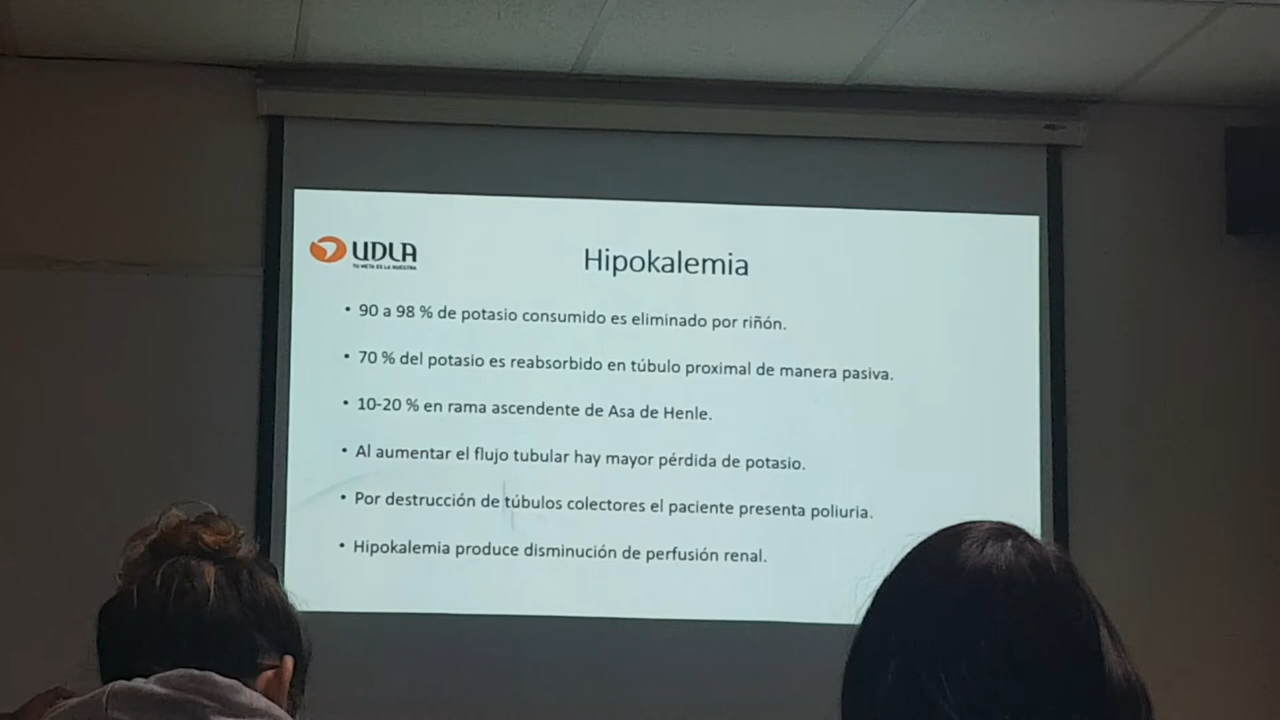 UDLA
TU META ES LA NUESTRA
Hipokalemia
• 90 a 98 % de potasio consumido es eliminado por riñón.
• 70 % del potasio es reabsorbido en túbulo proximal de manera pasiva.
• 10-20 % en rama ascendente de Asa de Henle.
• Al aumentar el flujo tubular hay mayor pérdida de potasio.
• Por destrucción de túbulos colectores el paciente presenta poliuria.
• Hipokalemia produce disminución de perfusión renal.